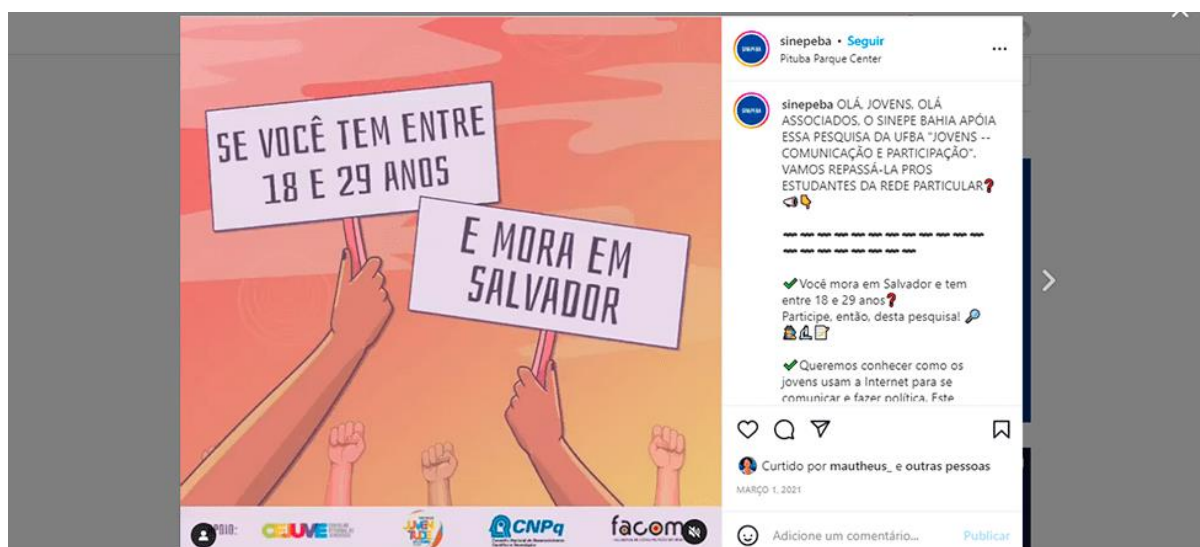 SE VOCÊ TEM ENTRE
18 E 29 ANOS
E MORA EM
SALVADOR
CEJUVE
JUVEN
TUDE
CNPq
facom
sinepeba • Seguir
Pituba Parque Center
sinepeba OLÁ, JOVENS, OLÁ
ASSOCIADOS, O SINEPE BAHIA APÓIA
ESSA PESQUISA DA UFBA "JOVENS --
COMUNICAÇÃO E PARTICIPAÇÃO".
VAMOS REPASSÁ-LA PROS
ESTUDANTES DA REDE PARTICULAR❓
✔Você mora em Salvador e tem
entre 18 e 29 anos❓
Participe, então, desta pesquisa!
✔Queremos conhecer como os
jovens usam a Internet para se
comunicar e fazer política. Este
Curtido por mautheus_ e outras pessoas
MARÇO 1, 2021
Adicione um comentário... Publicar